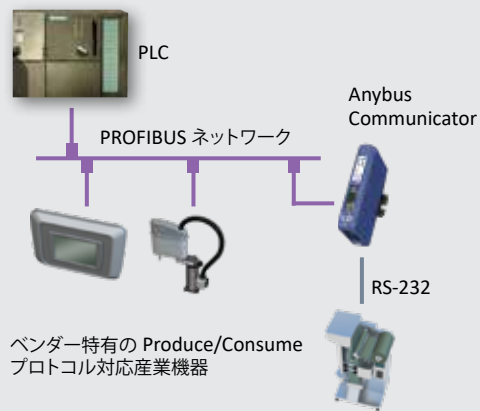 PLC
Anybus
Communicator
PROFIBUS ネットワーク
RS-232
ベンダー特有の Produce/Consume
プロトコル対応産業機器